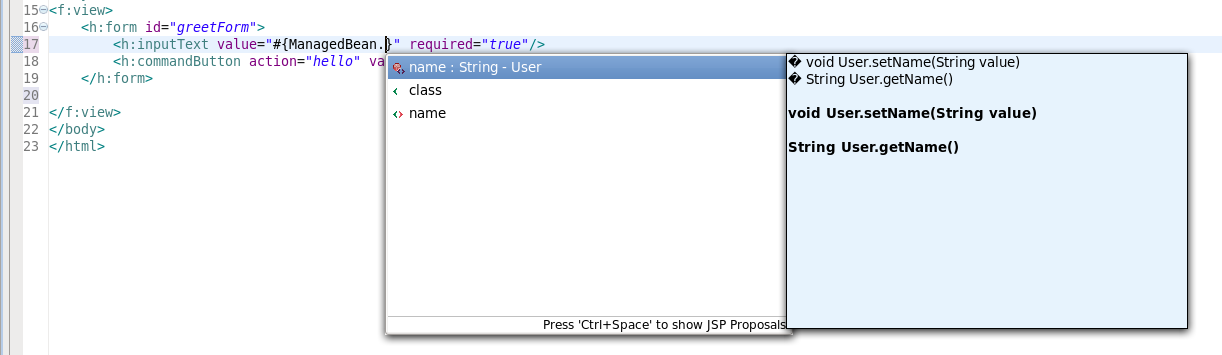 15 <f:view>
16 <h:form id="greetForm">
17 <h:inputText value="#{ManagedBean.}" required="true"/>
18 <h:commandButton action="hello" va
19 </h:form>
20
21 </f:view>
22 </body>
23 </html>
name : String - User
class
name
Press 'Ctrl+Space' to show JSP Proposals
� void User.setName(String value)
� String User.getName()
void User.setName(String value)
String User.getName()